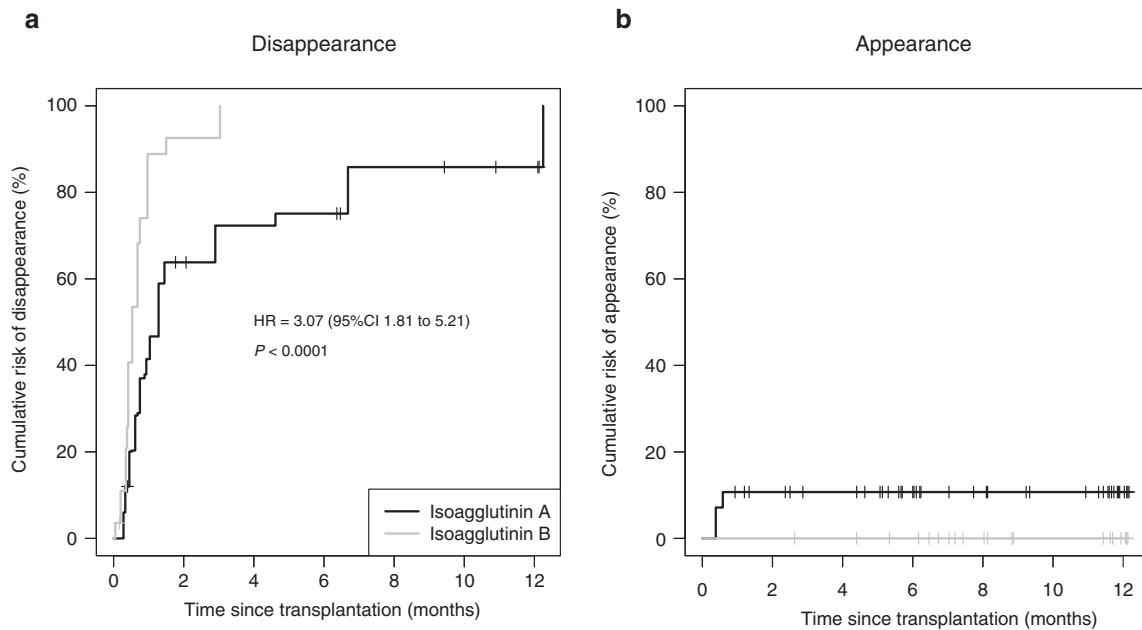 a
Disappearance
100
80
60
40
20
0
Cumulative risk of disappearance (%)
HR = 3.07 (95%CI 1.81 to 5.21)
P < 0.0001
Isoagglutinin A
Isoagglutinin B
0 2 4 6 8 10 12
Time since transplantation (months)
b
Appearance
100
80
60
40
20
0
Cumulative risk of appearance (%)
0 2 4 6 8 10 12
Time since transplantation (months)